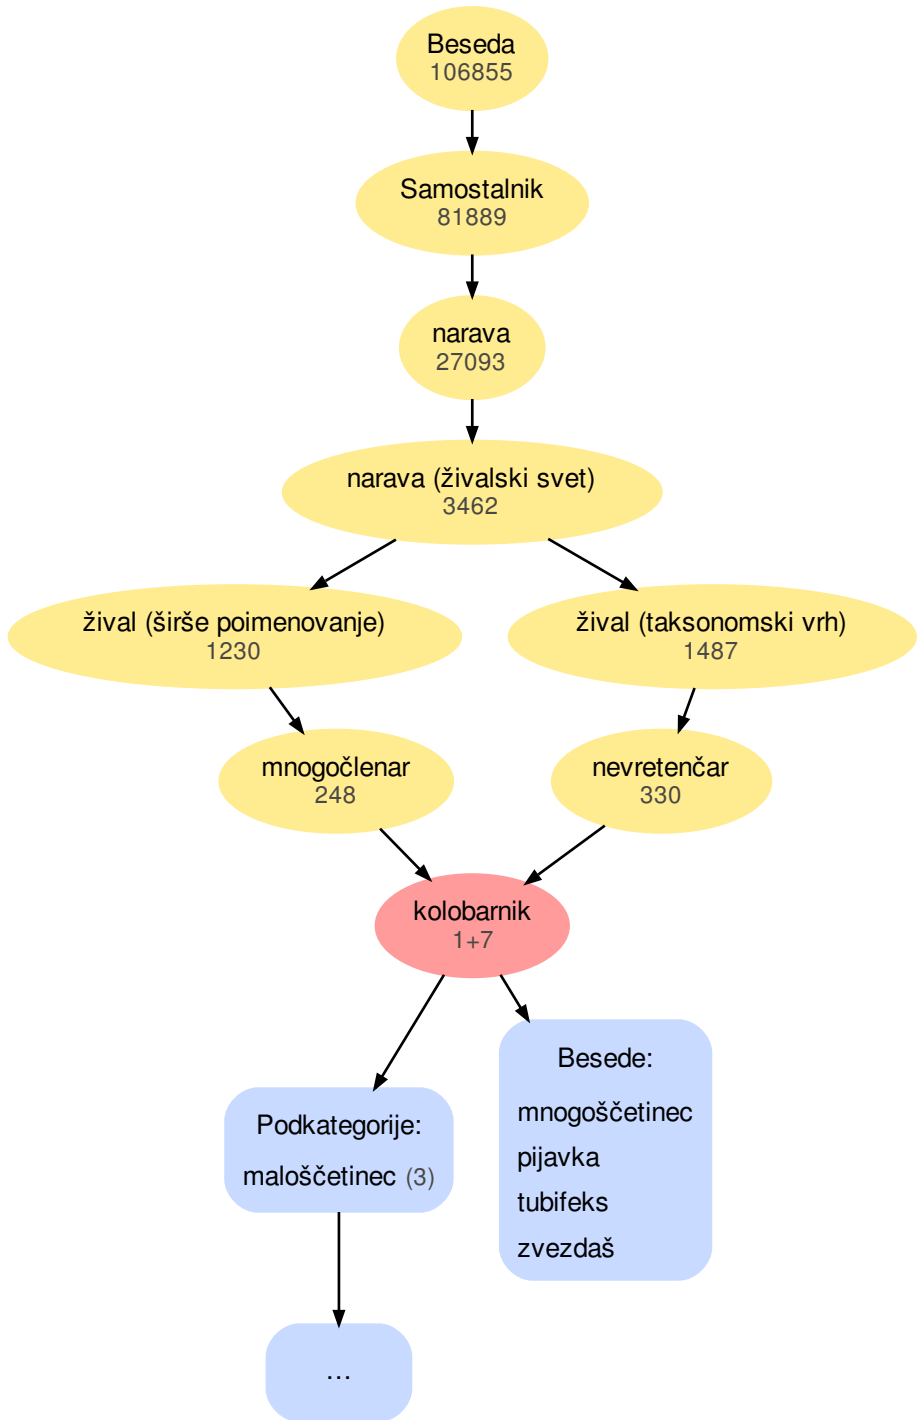 Beseda
106855
Samostalnik
81889
narava
27093
narava (živalski svet)
3462
žival (širše poimenovanje)
1230
žival (taksonomski vrh)
1487
mnogočlenar
248
nevretenčar
330
kolobarnik
1+7
Besede:
mnogoščetinec
pijavka
tubifeks
zvezdaš
Podkategorije:
maloščetinec (3)
...